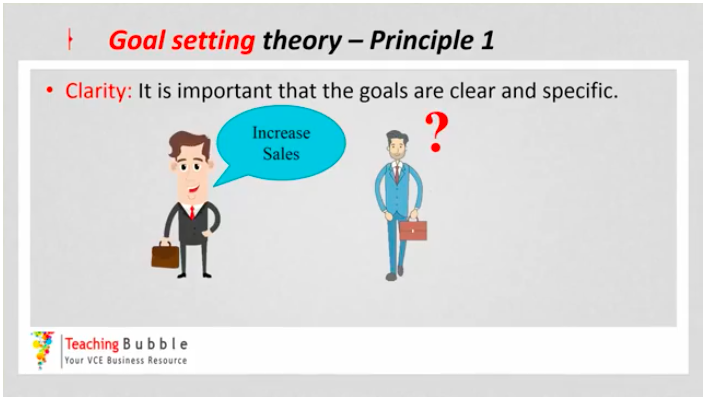 Goal setting theory – Principle 1
• Clarity: It is important that the goals are clear and specific.
Increase
Sales
?
Teaching Bubble
Your VCE Business Resource